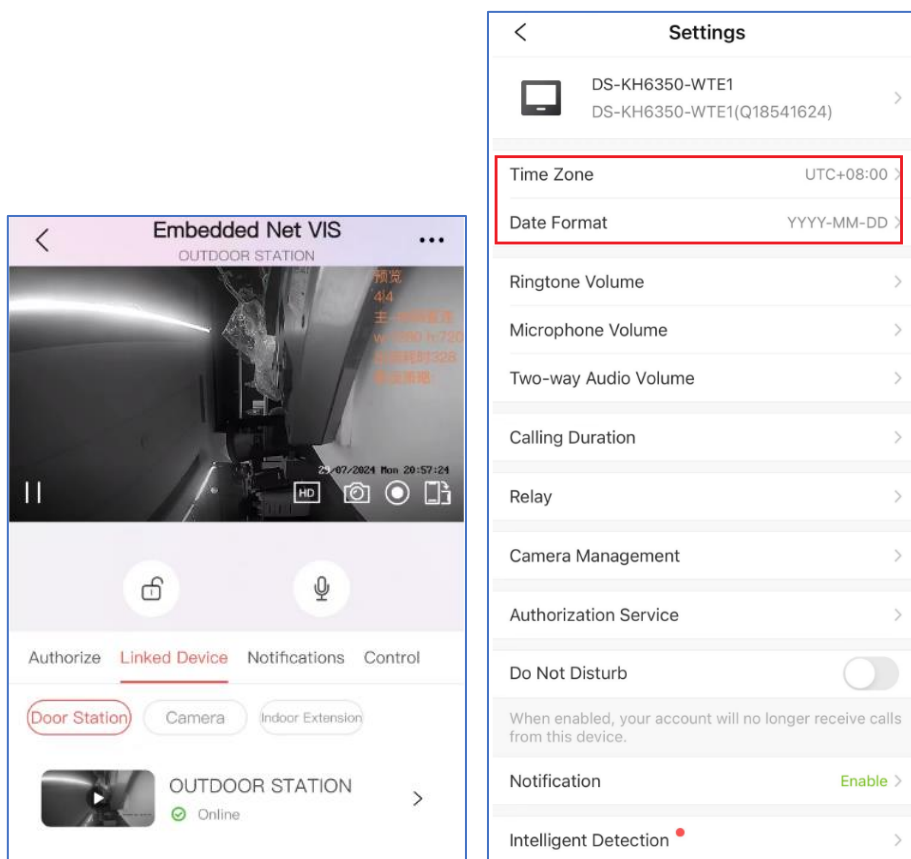 Embedded Net VIS
OUTDOOR STATION
预览
4|4
29/07/2024 Mon 20:57:24
HD
Authorize Linked Device Notifications Control
Door Station Camera Indoor Extension
OUTDOOR STATION
Online
Settings
DS-KH6350-WTE1
DS-KH6350-WTE1(Q18541624)
Time Zone UTC+08:00
Date Format YYYY-MM-DD
Ringtone Volume
Microphone Volume
Two-way Audio Volume
Calling Duration
Relay
Camera Management
Authorization Service
Do Not Disturb
When enabled, your account will no longer receive calls
from this device.
Notification Enable
Intelligent Detection